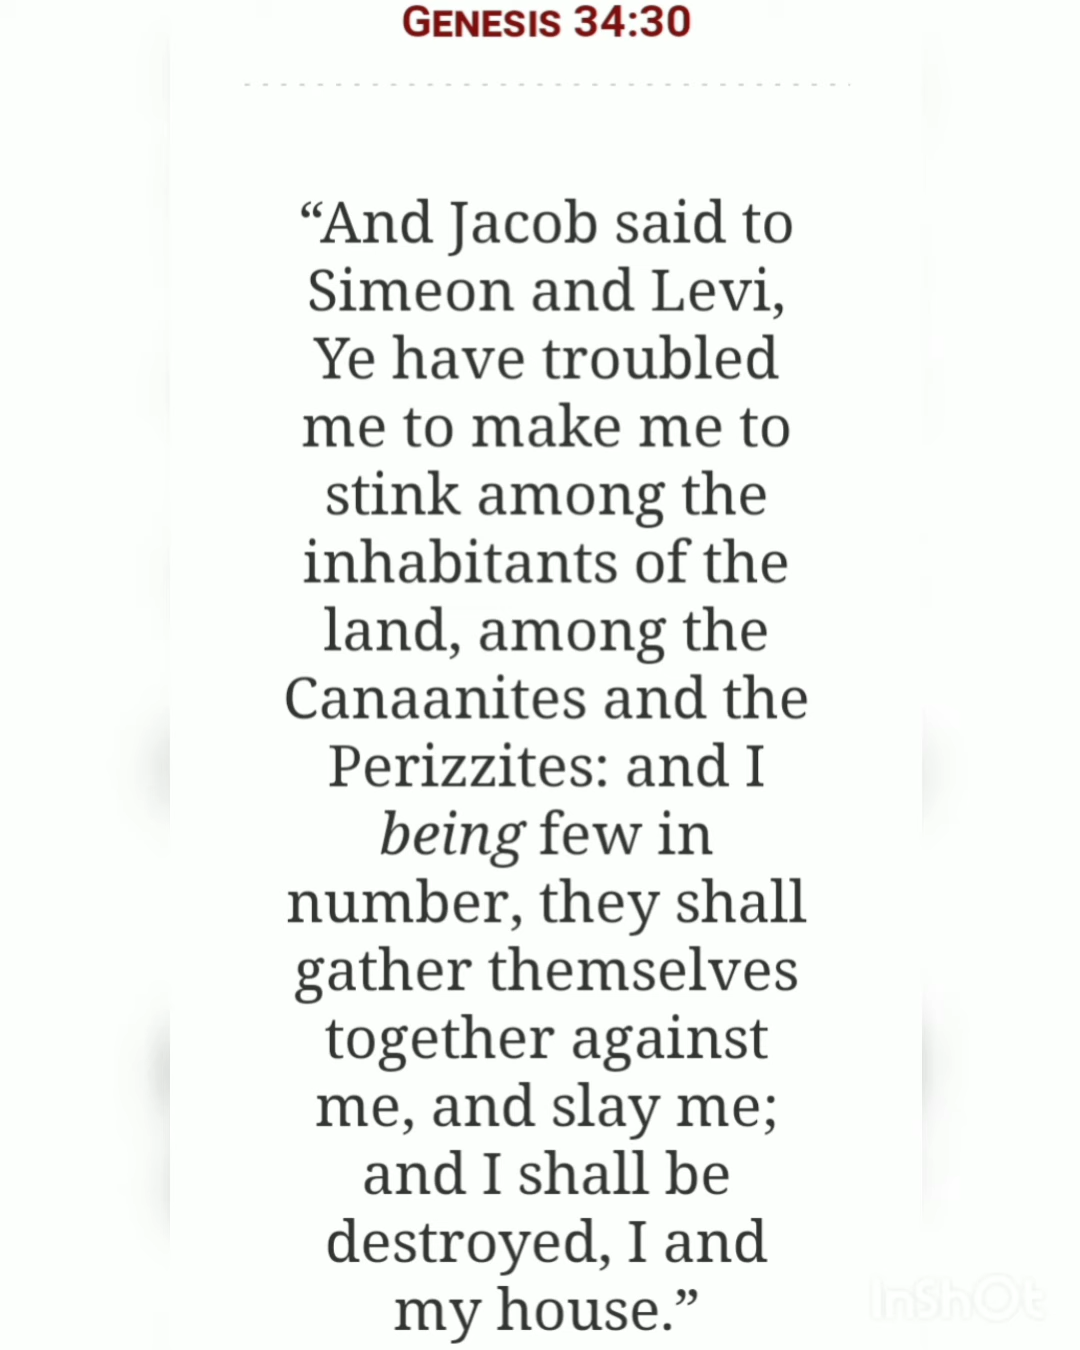 GENESIS 34:30
“And Jacob said to
Simeon and Levi,
Ye have troubled
me to make me to
stink among the
inhabitants of the
land, among the
Canaanites and the
Perizzites: and I
being few in
number, they shall
gather themselves
together against
me, and slay me;
and I shall be
destroyed, I and
my house.”
InShOt